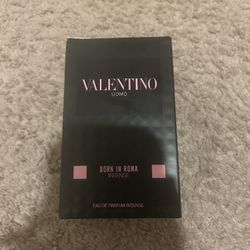 VALENTINO
UOMO
BORN IN ROMA
INTENSE
EAU DE PARFUM INTENSE